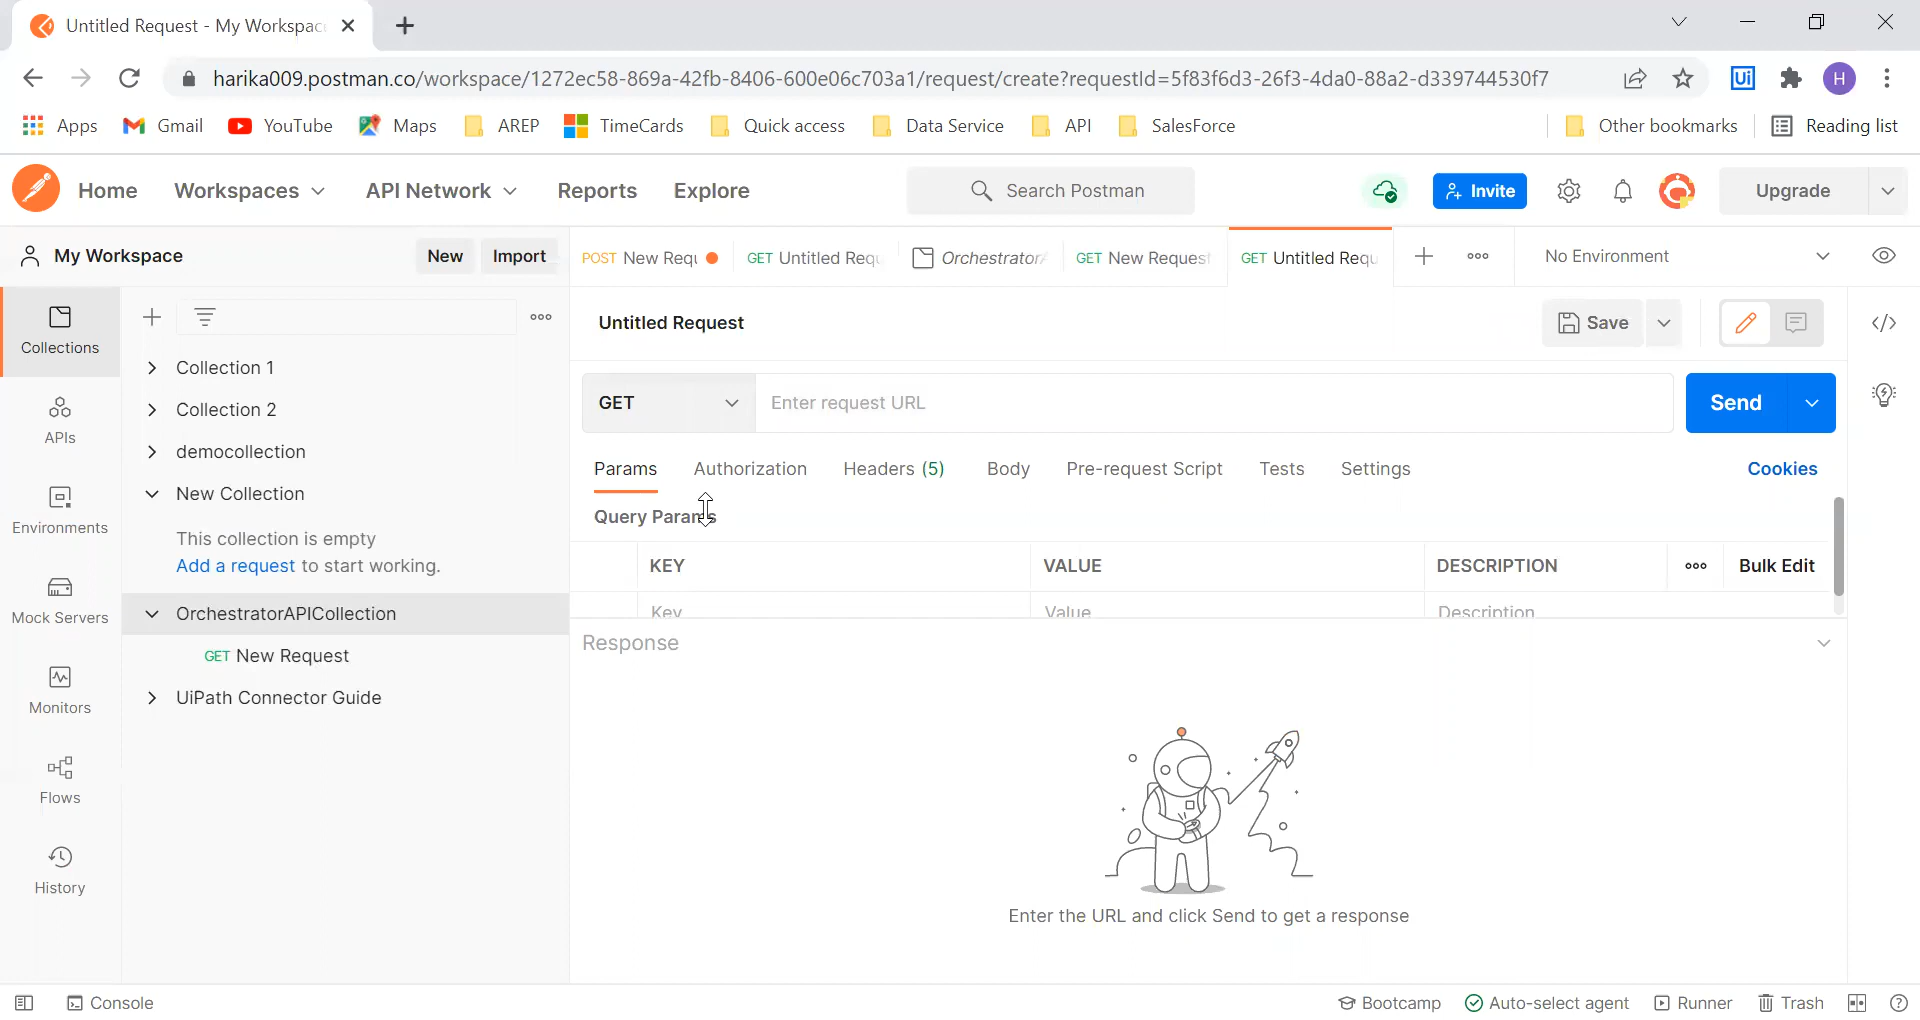 Untitled Request - My Workspac
harika009.postman.co/workspace/1272ec58-869a-42fb-8406-600e06c703a1/request/create?requestId=5f83f6d3-26f3-4da0-88a2-d339744530f7
Ui
H
Apps Gmail YouTube Maps AREP TimeCards Quick access Data Service API SalesForce Other bookmarks Reading list
Home Workspaces API Network Reports Explore Search Postman Invite Upgrade
My Workspace New Import POST New Requ GET Untitled Requ Orchestrator GET New Request GET Untitled Requ No Environment
Collections
APIs
Environments
Mock Servers
Monitors
Flows
History
Collection 1
Collection 2
democollection
New Collection
This collection is empty
Add a request to start working.
OrchestratorAPICollection
GET New Request
UiPath Connector Guide
Untitled Request Save
GET Enter request URL Send
Params Authorization Headers (5) Body Pre-request Script Tests Settings Cookies
Query Params
KEY VALUE DESCRIPTION Bulk Edit
Key Value Description
Response
Enter the URL and click Send to get a response
Console Bootcamp Auto-select agent Runner Trash